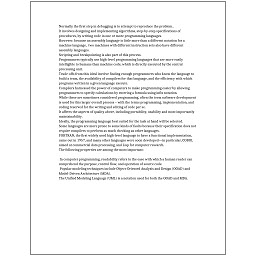 Normally the first step in debugging is to attempt to reproduce the problem.
It involves designing and implementing algorithms, step-by-step specifications of
procedures, by writing code in one or more programming languages.
However, because an assembly language is little more than a different notation for a
machine language, two machines with different instruction sets also have different
assembly languages.
Scripting and breakpointing is also part of this process.
Programmers typically use high-level programming languages that are more easily
intelligible to humans than machine code, which is directly executed by the central
processing unit.
Trade-offs from this ideal involve finding enough programmers who know the language to
build a team, the availability of compilers for that language, and the efficiency with which
programs written in a given language execute.
Compilers harnessed the power of computers to make programming easier by allowing
programmers to specify calculations by entering a formula using infix notation.
While these are sometimes considered programming, often the term software development
is used for this larger overall process – with the terms programming, implementation, and
coding reserved for the writing and editing of code per se.
It affects the aspects of quality above, including portability, usability and most importantly
maintainability.
Ideally, the programming language best suited for the task at hand will be selected.
Some languages are more prone to some kinds of faults because their specification does not
require compilers to perform as much checking as other languages.
FORTRAN, the first widely used high-level language to have a functional implementation,
came out in 1957, and many other languages were soon developed—in particular, COBOL
aimed at commercial data processing, and Lisp for computer research.
The following properties are among the most important:

In computer programming, readability refers to the ease with which a human reader can
comprehend the purpose, control flow, and operation of source code.
Popular modeling techniques include Object-Oriented Analysis and Design (OOAD) and
Model-Driven Architecture (MDA).
The Unified Modeling Language (UML) is a notation used for both the OOAD and MDA.